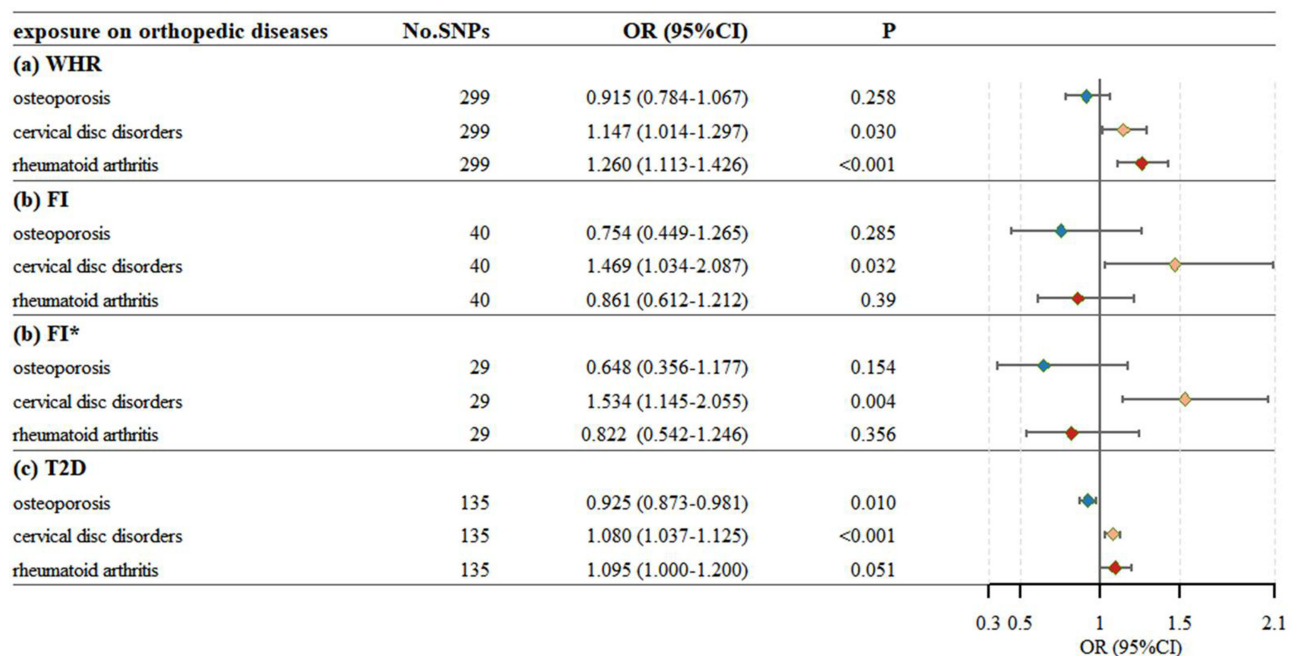 exposure on orthopedic diseases No.SNPs OR (95%CI) P
(a) WHR
osteoporosis 299 0.915 (0.784-1.067) 0.258
cervical disc disorders 299 1.147 (1.014-1.297) 0.030
rheumatoid arthritis 299 1.260 (1.113-1.426) <0.001
(b) FI
osteoporosis 40 0.754 (0.449-1.265) 0.285
cervical disc disorders 40 1.469 (1.034-2.087) 0.032
rheumatoid arthritis 40 0.861 (0.612-1.212) 0.39
(b) FI*
osteoporosis 29 0.648 (0.356-1.177) 0.154
cervical disc disorders 29 1.534 (1.145-2.055) 0.004
rheumatoid arthritis 29 0.822 (0.542-1.246) 0.356
(c) T2D
osteoporosis 135 0.925 (0.873-0.981) 0.010
cervical disc disorders 135 1.080 (1.037-1.125) <0.001
rheumatoid arthritis 135 1.095 (1.000-1.200) 0.051
0.3 0.5 1 1.5 2.1
OR (95%CI)